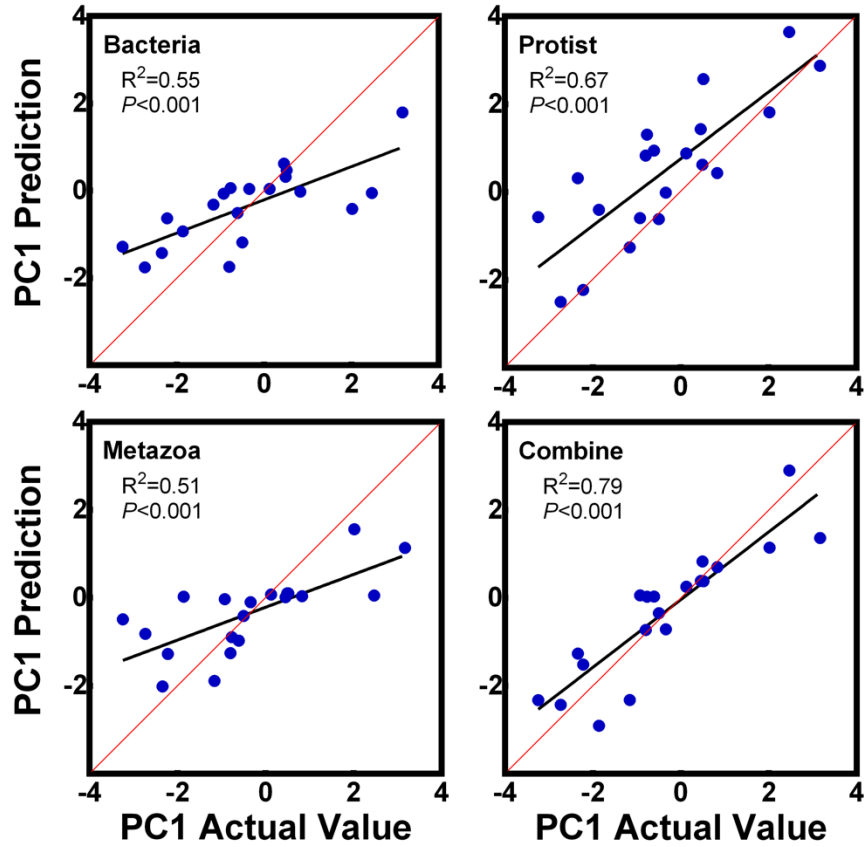 4
Bacteria
R²=0.55
P<0.001
2
0
-2
-4 -2 0 2 4
PC1 Prediction
4
Protist
R²=0.67
P<0.001
2
0
-2
-4 -2 0 2 4
4
Metazoa
R²=0.51
P<0.001
2
0
-2
-4 -2 0 2 4
PC1 Prediction
PC1 Actual Value
4
Combine
R²=0.79
P<0.001
2
0
-2
-4 -2 0 2 4
PC1 Actual Value